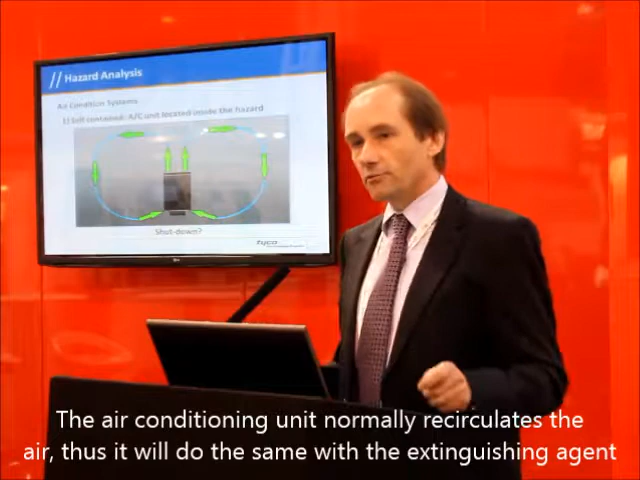 // Hazard Analysis
Air Condition Systems
1) Self contained: A/C unit located inside the hazard
Shut-down?
tyco
The air conditioning unit normally recirculates the
air, thus it will do the same with the extinguishing agent